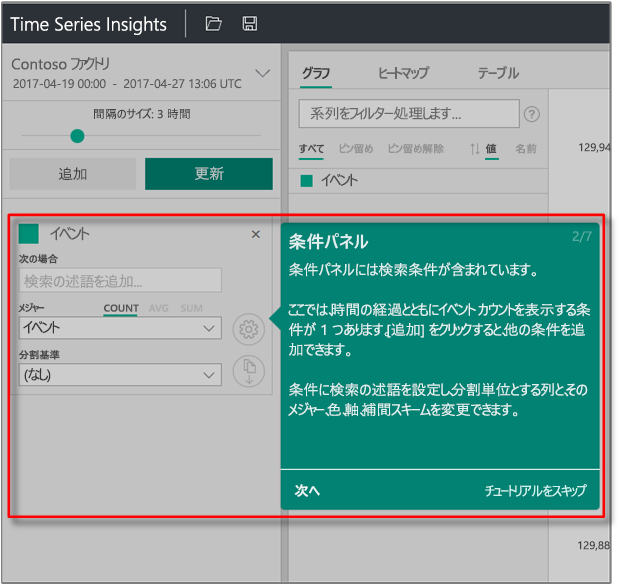 Time Series Insights
Contoso ファクトリ
2017-04-19 00:00 - 2017-04-27 13:06 UTC
間隔のサイズ: 3 時間
追加
更新
グラフ
ヒートマップ
テーブル
系列をフィルター処理します...
すべて
ピン留め
ピン留め解除
値
名前
イベント
129,94
イベント
次の場合
検索の述語を追加...
メジャー
COUNT
AVG
SUM
イベント
分割基準
(なし)
条件パネル
2/7
条件パネルには検索条件が含まれています。
ここでは、時間の経過とともにイベント カウントを表示する条
件が 1 つあります。[追加] をクリックすると、他の条件を追
加できます。
条件に検索の述語を設定し、分割単位とする列と、その
メジャー、色、軸、補間スキームを変更できます。
次へ
チュートリアルをスキップ
129,88